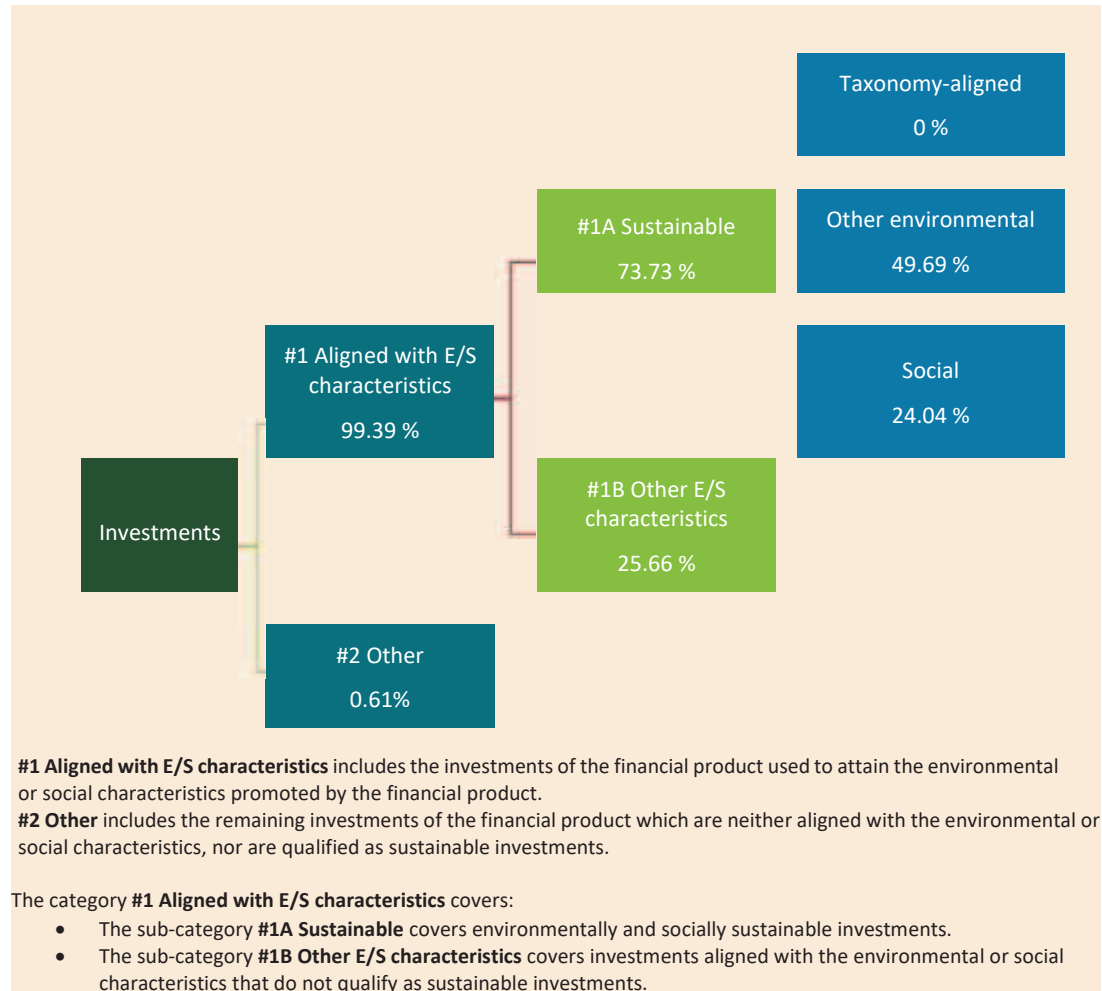 Taxonomy-aligned
0 %
#1A Sustainable
73.73 %
Other environmental
49.69 %
#1 Aligned with E/S
characteristics
99.39 %
Social
24.04 %
Investments
#1B Other E/S
characteristics
25.66 %
#2 Other
0.61%
#1 Aligned with E/S characteristics includes the investments of the financial product used to attain the environmental
or social characteristics promoted by the financial product.
#2 Other includes the remaining investments of the financial product which are neither aligned with the environmental or
social characteristics, nor are qualified as sustainable investments.
The category #1 Aligned with E/S characteristics covers:
• The sub-category #1A Sustainable covers environmentally and socially sustainable investments.
• The sub-category #1B Other E/S characteristics covers investments aligned with the environmental or social
characteristics that do not qualify as sustainable investments.